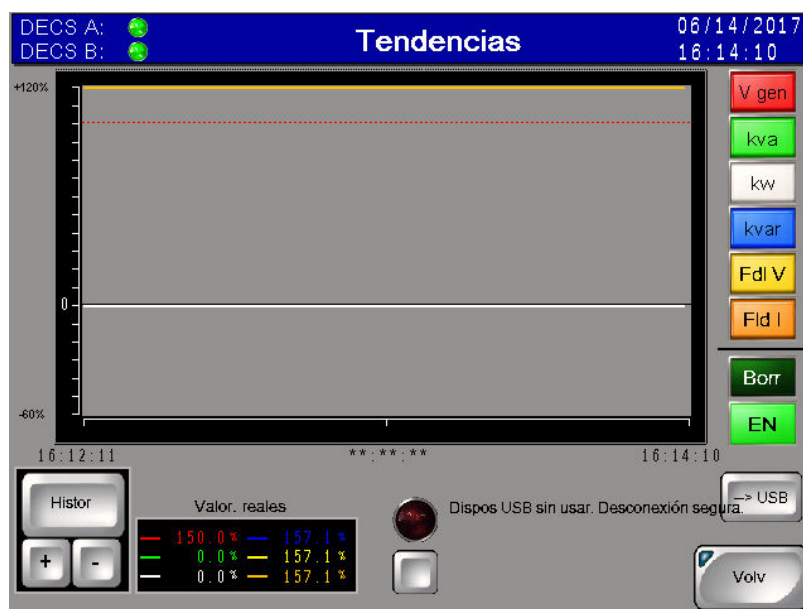 DECS A:
DECS B:
Tendencias
06/14/2017
16:14:10
+120%
0
-60%
16:12:11
**:**:**
16:14:10
V gen
kva
kw
kvar
Fdl V
Fld I
Borr
EN
Histor
+ -
Valor. reales
150.0% 157.1%
0.0% 157.1%
0.0% 157.1%
Dispos USB sin usar. Desconexión segura.
--> USB
Volv